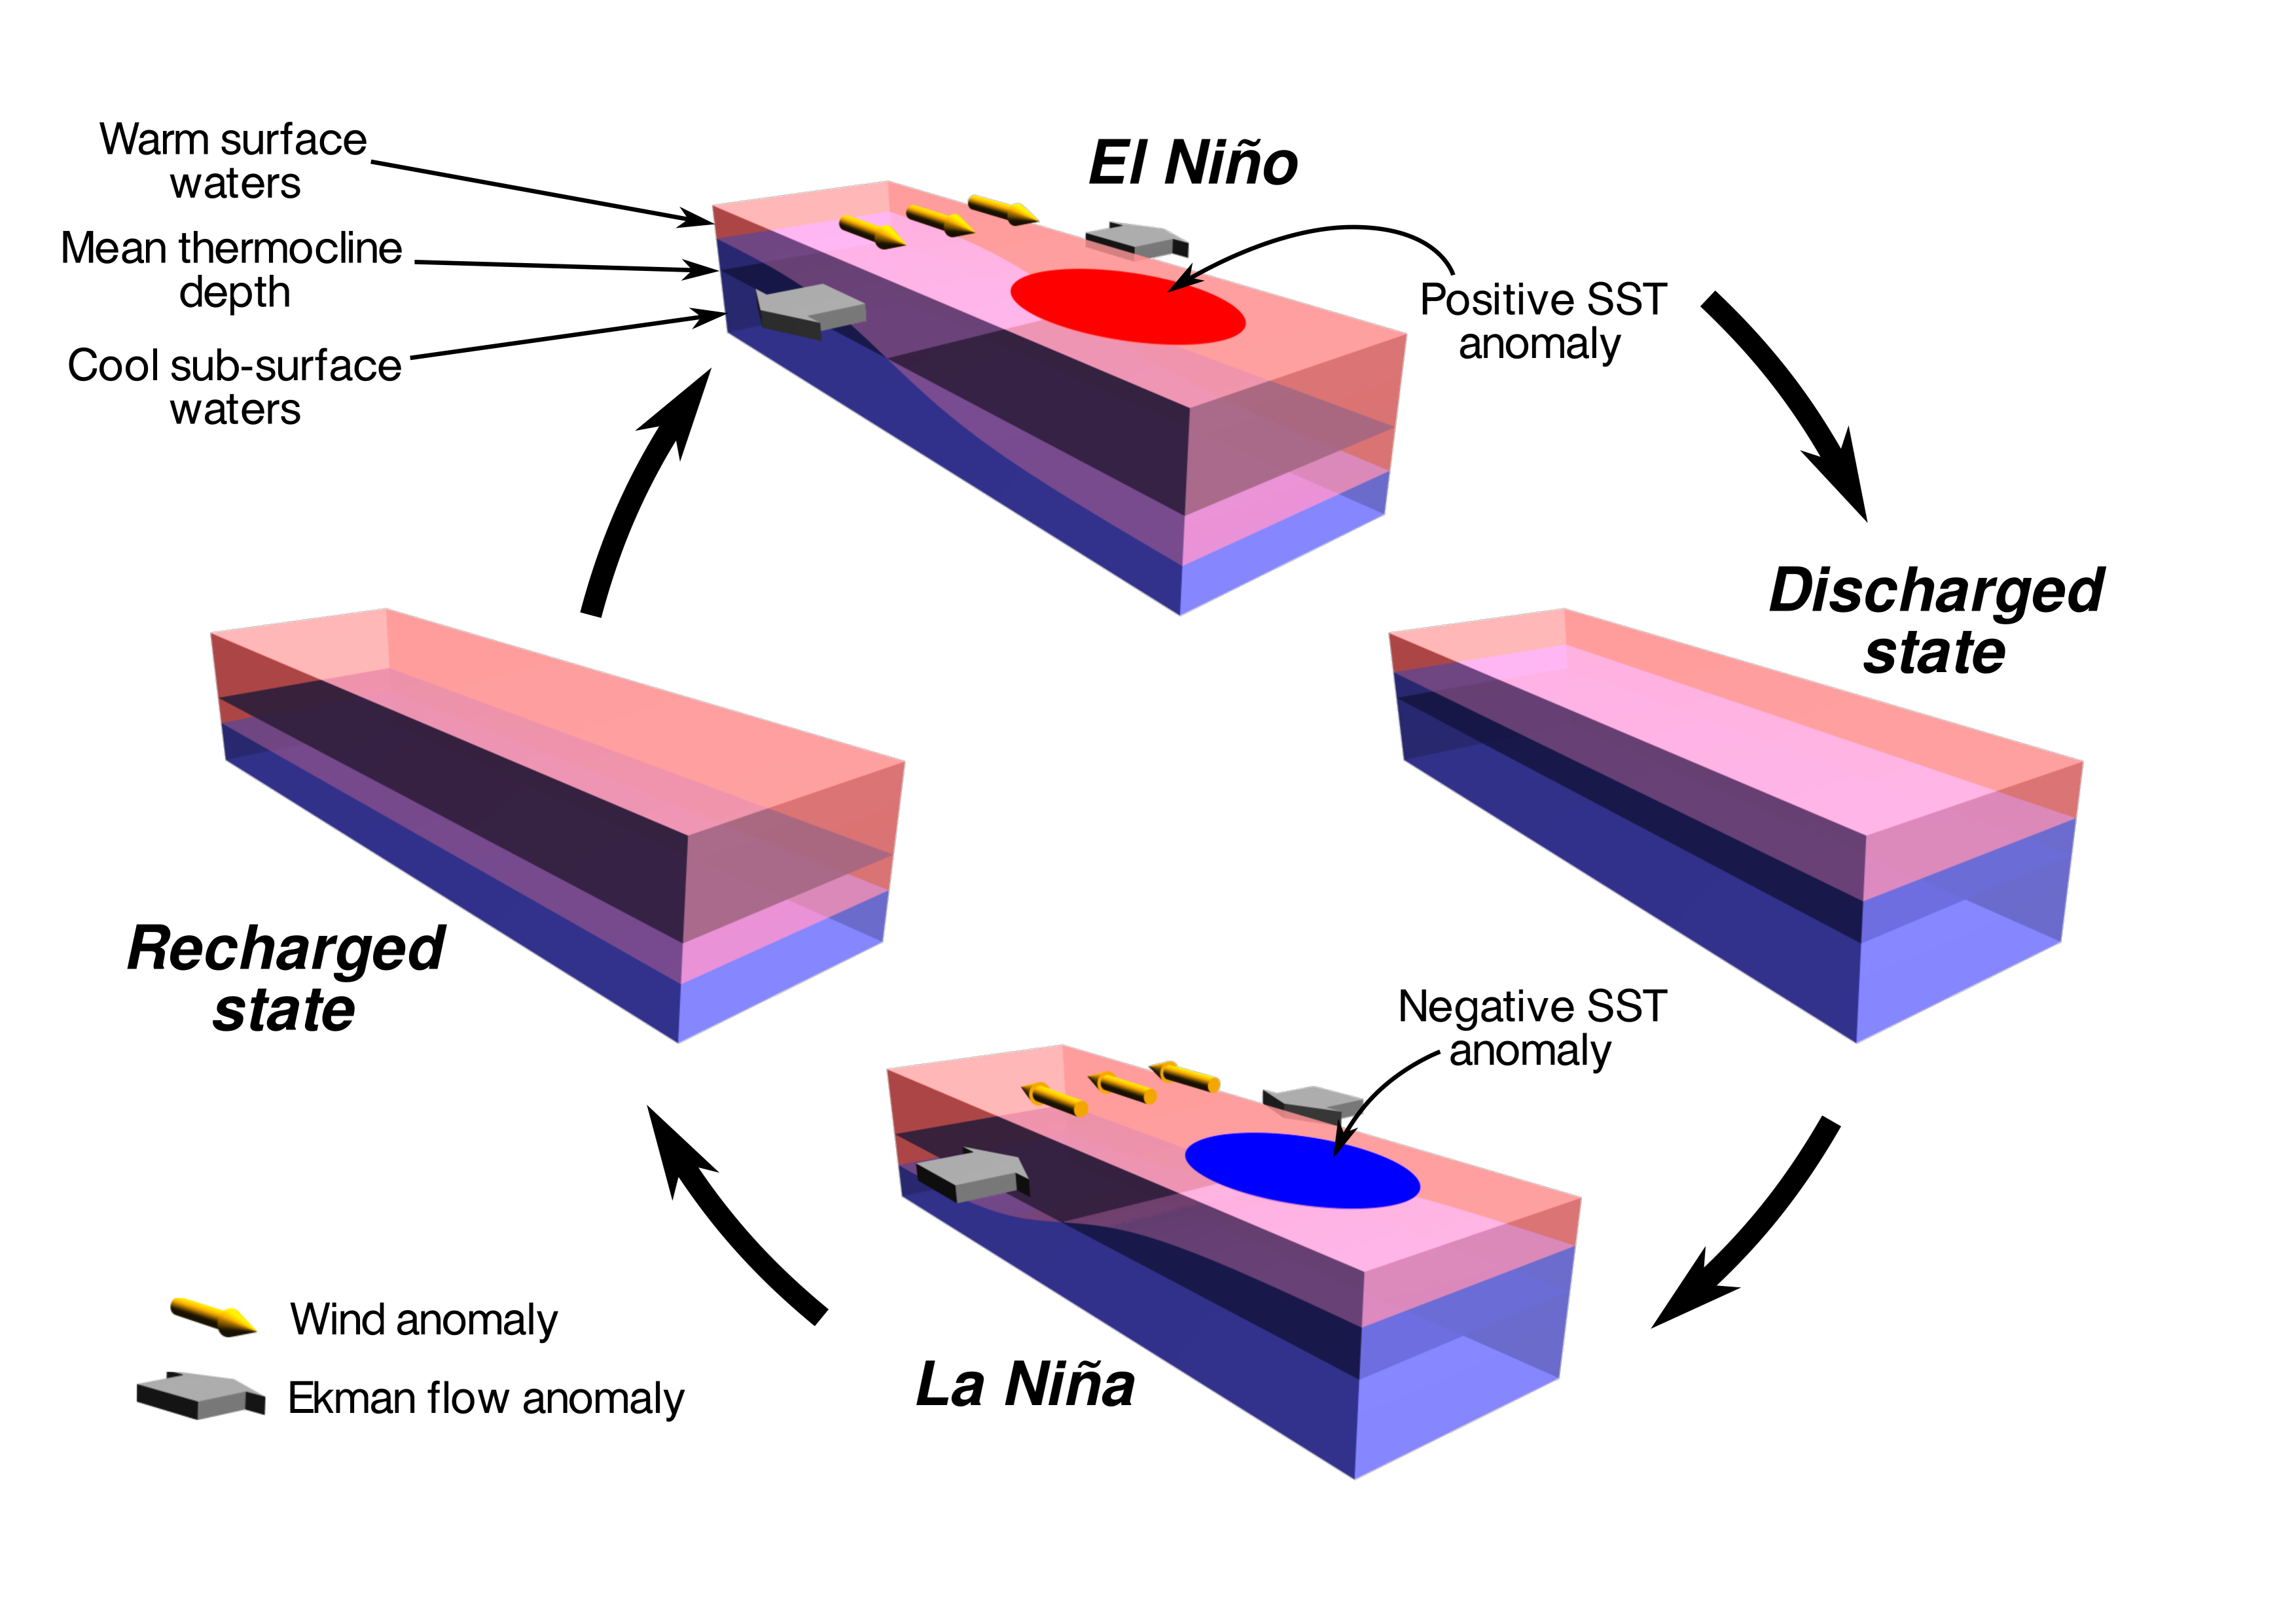 Warm surface
waters
Mean thermocline
depth
Cool sub-surface
waters
El Niño
Positive SST
anomaly
Discharged
state
Recharged
state
Negative SST
anomaly
La Niña
Wind anomaly
Ekman flow anomaly